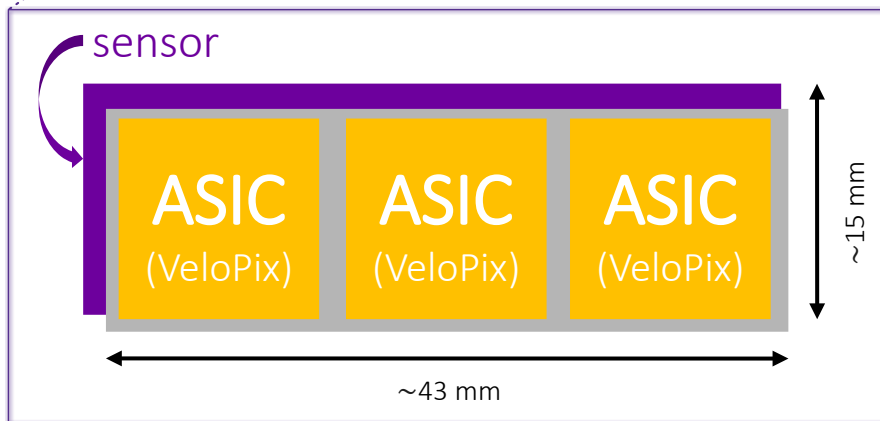 sensor
ASIC
(VeloPix)
ASIC
(VeloPix)
ASIC
(VeloPix)
~15 mm
~43 mm